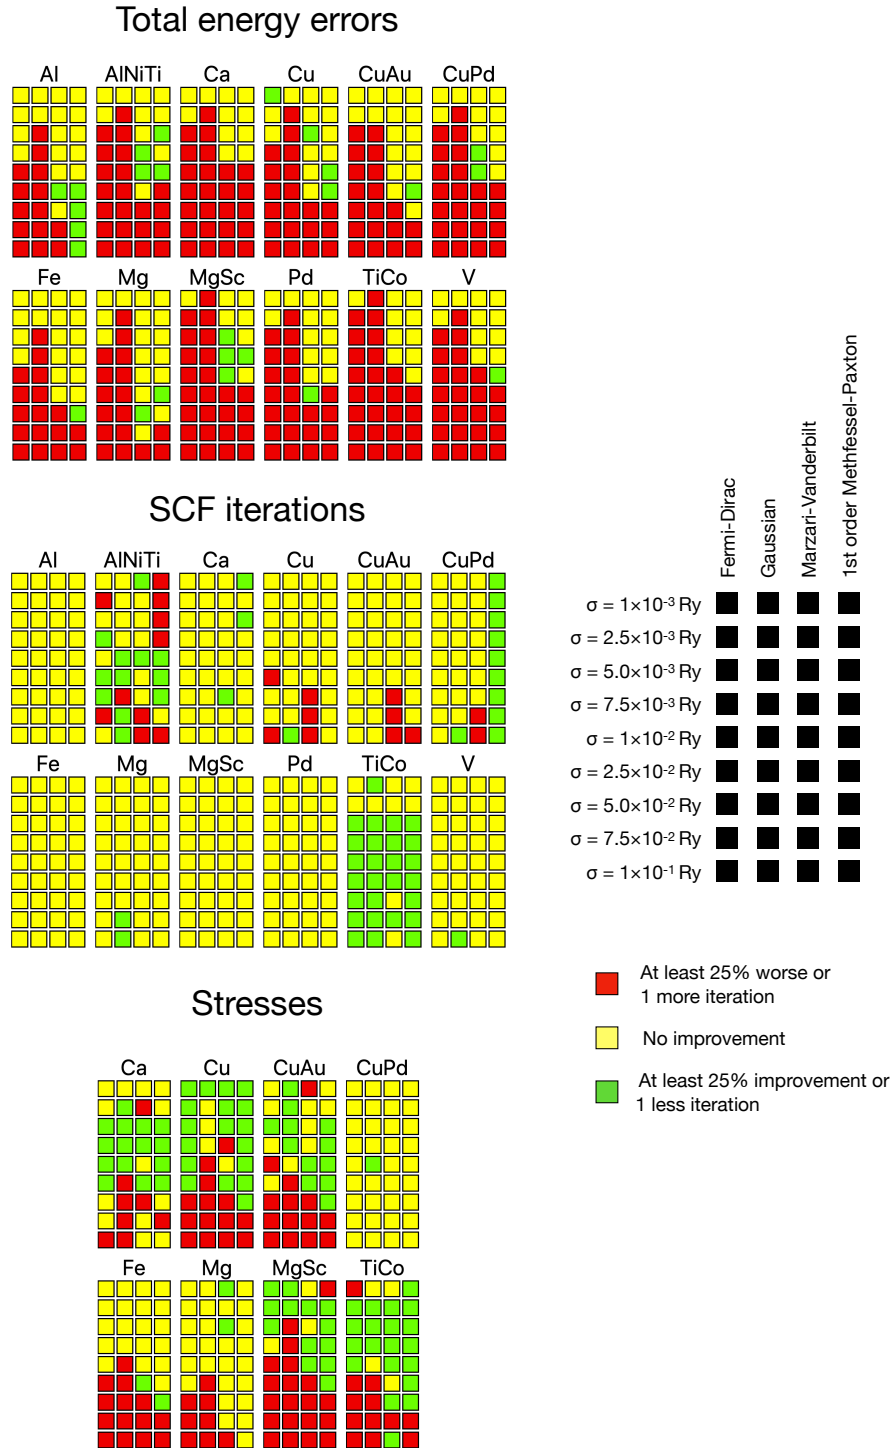 Total energy errors
Al AlNiTi Ca Cu CuAu CuPd
Fe Mg MgSc Pd TiCo V
SCF iterations
Al AlNiTi Ca Cu CuAu CuPd
Fe Mg MgSc Pd TiCo V
Stresses
Ca Cu CuAu CuPd
Fe Mg MgSc TiCo
Fermi-Dirac
Gaussian
Marzari-Vanderbilt
1st order Methfessel-Paxton
σ = 1×10⁻³ Ry
σ = 2.5×10⁻³ Ry
σ = 5.0×10⁻³ Ry
σ = 7.5×10⁻³ Ry
σ = 1×10⁻² Ry
σ = 2.5×10⁻² Ry
σ = 5.0×10⁻² Ry
σ = 7.5×10⁻² Ry
σ = 1×10⁻¹ Ry
At least 25% worse or
1 more iteration
No improvement
At least 25% improvement or
1 less iteration